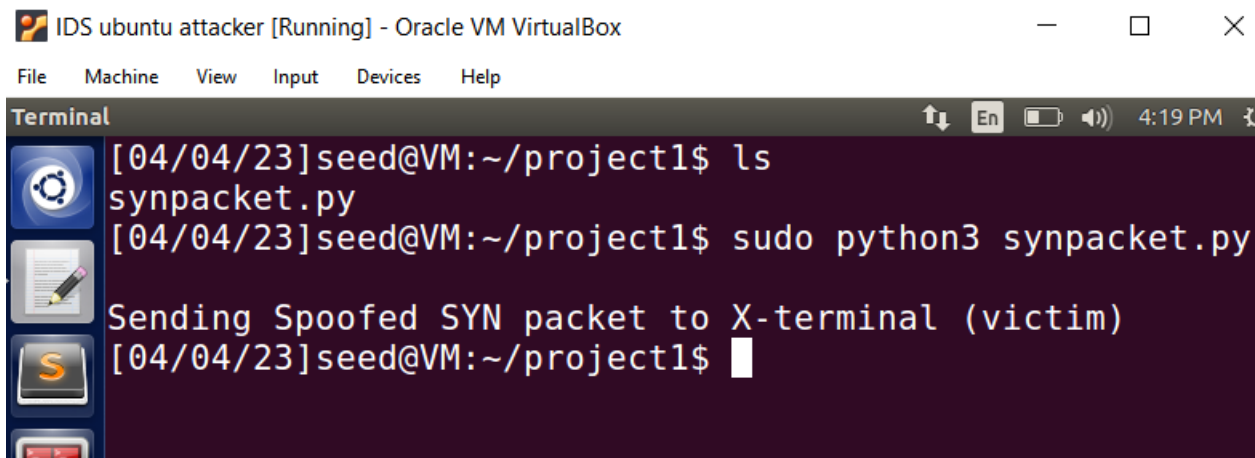 IDS ubuntu attacker [Running] - Oracle VM VirtualBox
File Machine View Input Devices Help
Terminal En 4:19 PM
[04/04/23]seed@VM:~/project1$ ls
synpacket.py
[04/04/23]seed@VM:~/project1$ sudo python3 synpacket.py
Sending Spoofed SYN packet to X-terminal (victim)
[04/04/23]seed@VM:~/project1$
S